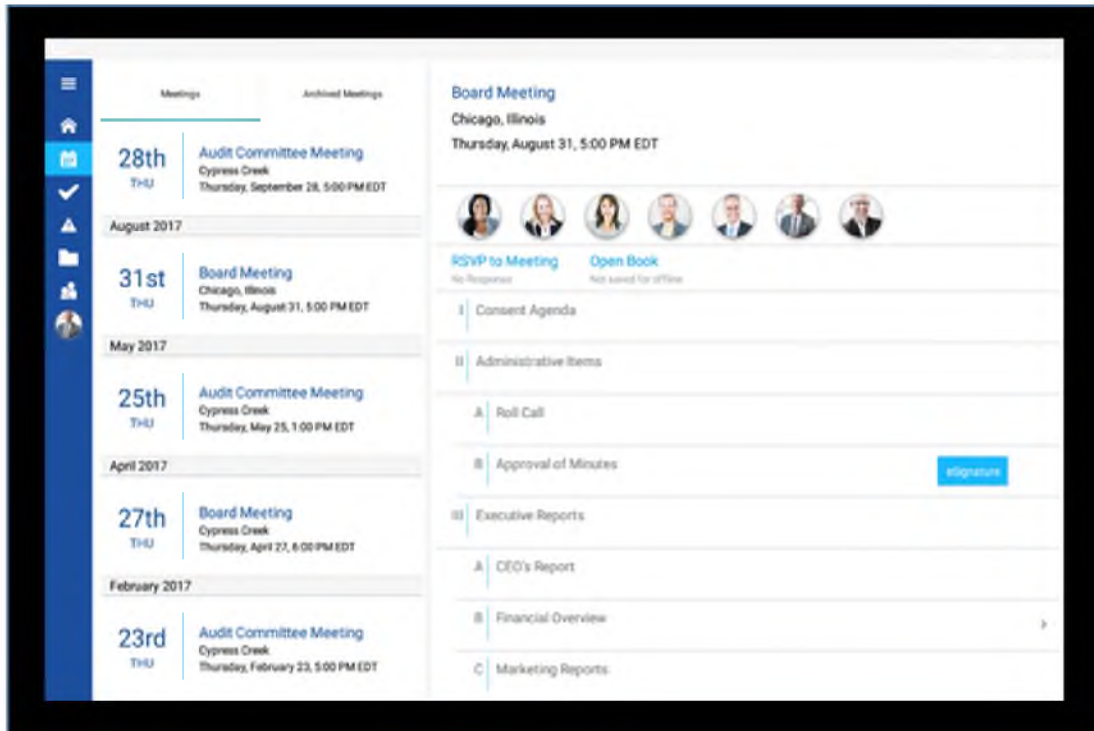 Meetings
Archived Meetings
28th
THU
Audit Committee Meeting
Cypress Creek
Thursday, September 28, 5:00 PM EDT
August 2017
31st
THU
Board Meeting
Chicago, Illinois
Thursday, August 31, 5:00 PM EDT
May 2017
25th
THU
Audit Committee Meeting
Cypress Creek
Thursday, May 25, 1:00 PM EDT
April 2017
27th
THU
Board Meeting
Cypress Creek
Thursday, April 27, 6:00 PM EDT
February 2017
23rd
THU
Audit Committee Meeting
Cypress Creek
Thursday, February 23, 5:00 PM EDT
Board Meeting
Chicago, Illinois
Thursday, August 31, 5:00 PM EDT
RSVP to Meeting
No Response
Open Book
Not saved for offline
I Consent Agenda
II Administrative Items
A Roll Call
B Approval of Minutes
eSignature
III Executive Reports
A CEO's Report
B Financial Overview
C Marketing Reports